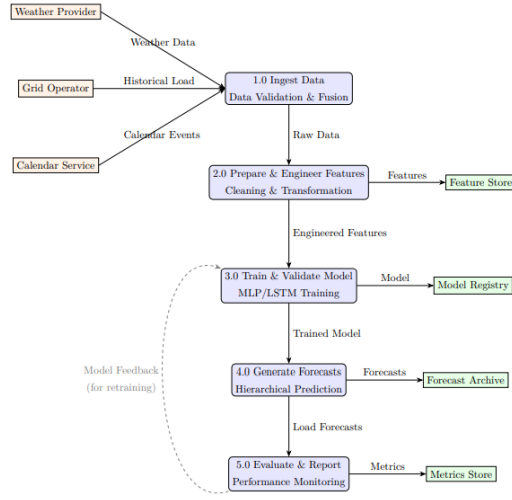 Weather Provider
Weather Data
Grid Operator
Historical Load
1.0 Ingest Data
Data Validation & Fusion
Calendar Events
Calendar Service
Raw Data
2.0 Prepare & Engineer Features
Cleaning & Transformation
Features
Feature Store
Engineered Features
3.0 Train & Validate Model
MLP/LSTM Training
Model
Model Registry
Trained Model
Model Feedback
(for retraining)
4.0 Generate Forecasts
Hierarchical Prediction
Forecasts
Forecast Archive
Load Forecasts
5.0 Evaluate & Report
Performance Monitoring
Metrics
Metrics Store